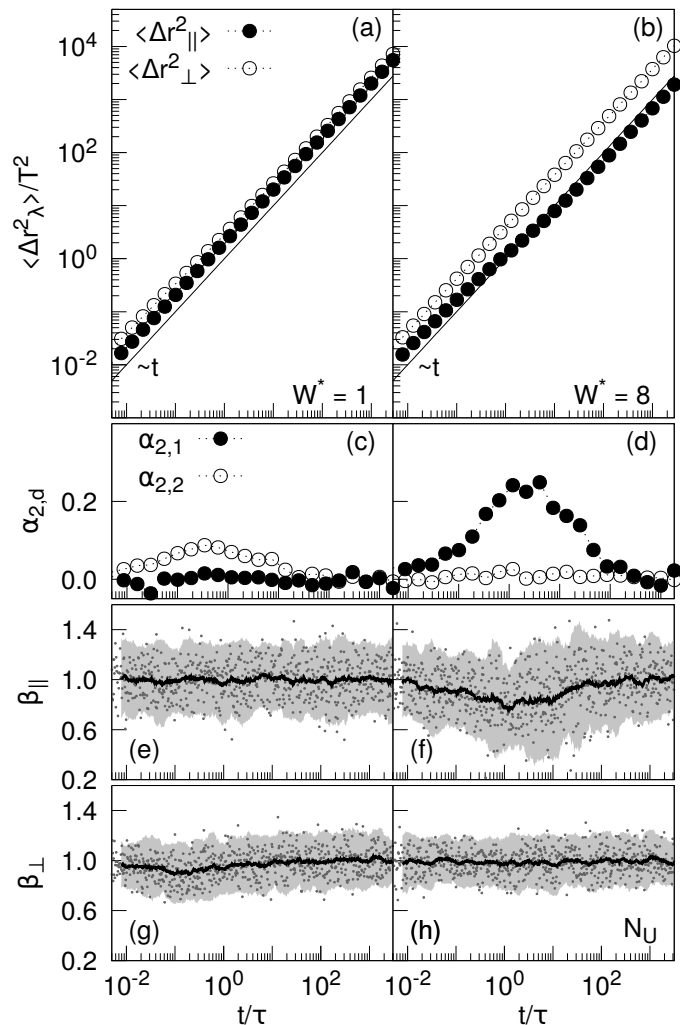 (a) (b)
<Δr²||>
<Δr²⊥>
10⁴
10²
10⁰
10⁻²
<Δr²λ>/T²
~t
W* = 1
~t
W* = 8
α2,1 (c) (d)
α2,2
0.2
0.0
α2,d
1.4
1.0
0.6
0.2
β||
(e) (f)
1.4
1.0
0.6
0.2
β⊥
(g) (h) NU
10⁻² 10⁰ 10² 10⁻² 10⁰ 10²
t/τ t/τ